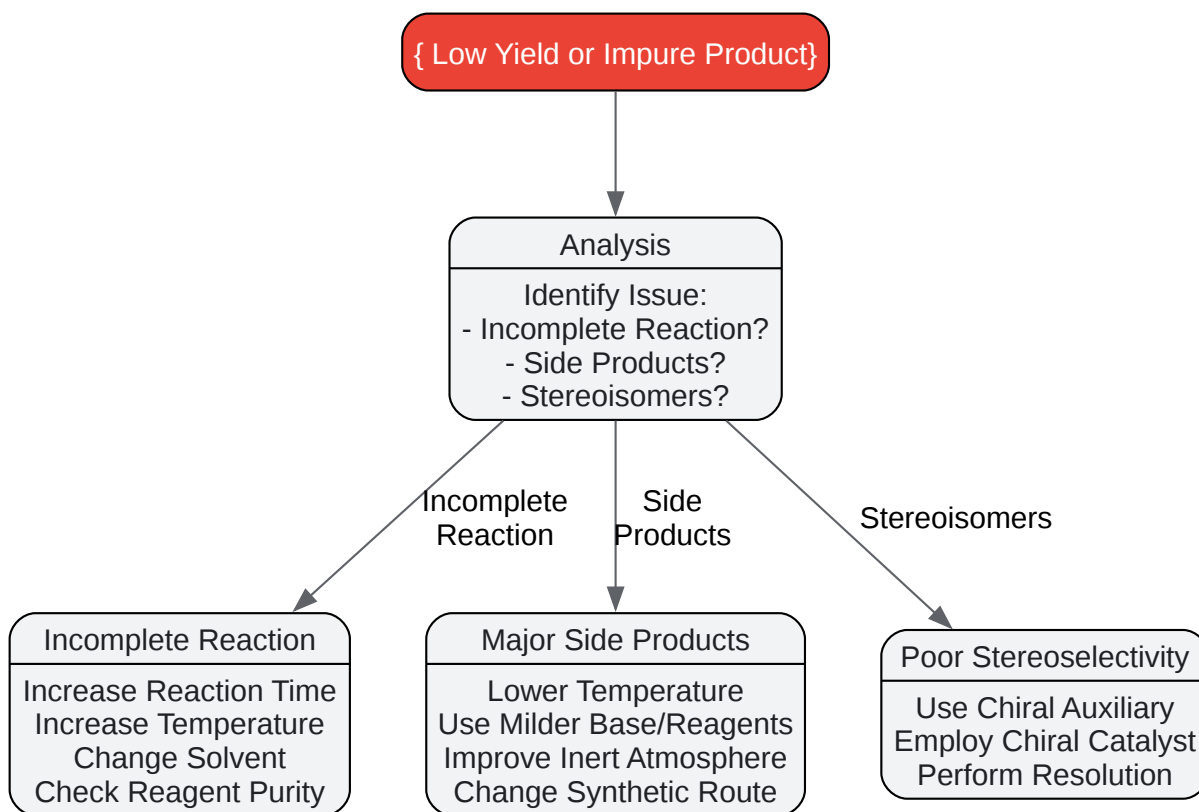 { Low Yield or Impure Product}
Analysis
Identify Issue:
- Incomplete Reaction?
- Side Products?
- Stereoisomers?
Incomplete
Reaction
Side
Products
Stereoisomers
Incomplete Reaction
Increase Reaction Time
Increase Temperature
Change Solvent
Check Reagent Purity
Major Side Products
Lower Temperature
Use Milder Base/Reagents
Improve Inert Atmosphere
Change Synthetic Route
Poor Stereoselectivity
Use Chiral Auxiliary
Employ Chiral Catalyst
Perform Resolution